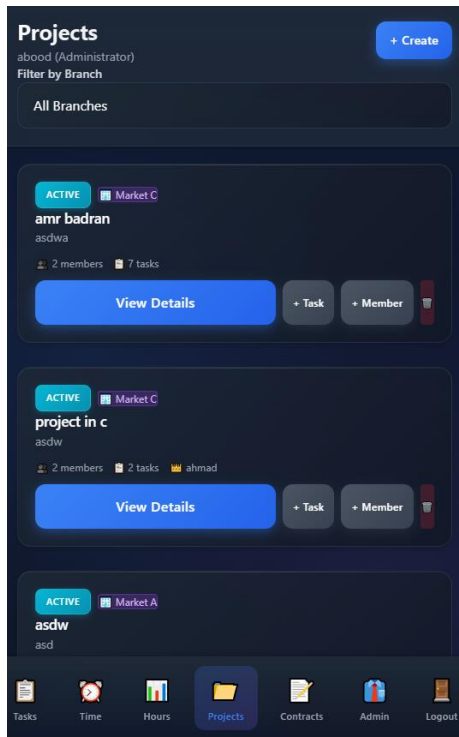 Projects
+ Create
abood (Administrator)
Filter by Branch
All Branches
ACTIVE Market C
amr badran
asdwa
2 members 7 tasks
View Details + Task + Member
ACTIVE Market C
project in c
asdw
2 members 2 tasks ahmad
View Details + Task + Member
ACTIVE Market A
asdw
asd
Tasks Time Hours Projects Contracts Admin Logout